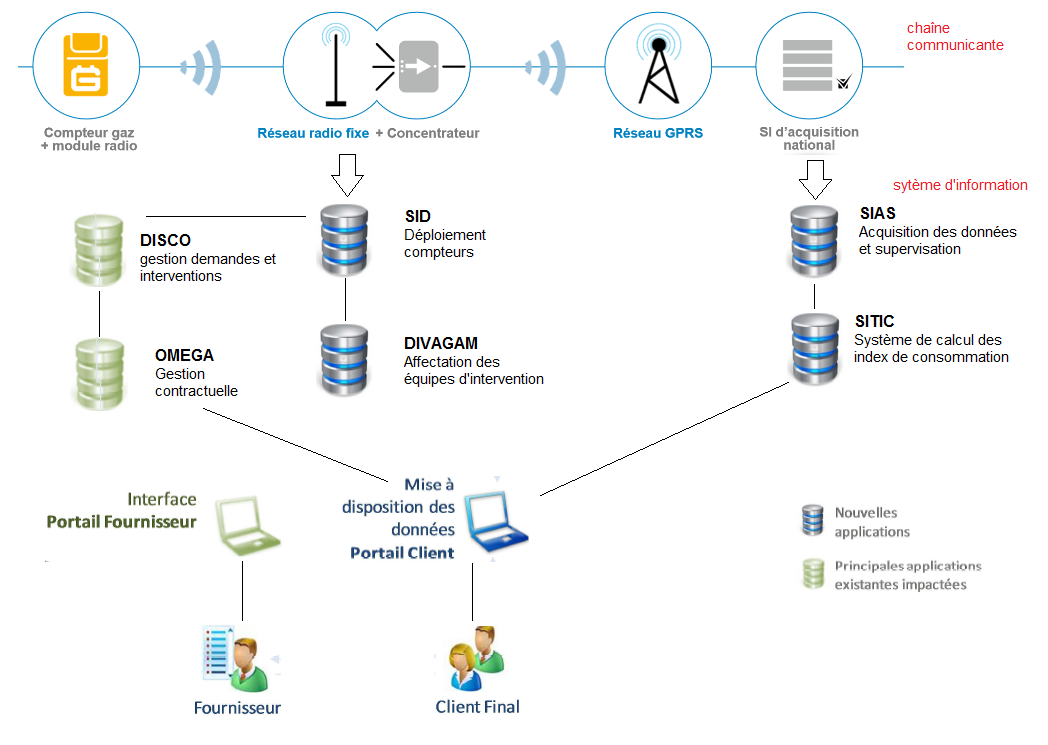 chaîne
communicante
Compteur gaz
+ module radio
Réseau radio fixe + Concentrateur
Réseau GPRS
SI d'acquisition
national
sytème d'information
DISCO
gestion demandes et
interventions
SID
Déploiement
compteurs
SIAS
Acquisition des données
et supervisation
OMEGA
Gestion
contractuelle
DIVAGAM
Affectation des
équipes d'intervention
SITIC
Système de calcul des
index de consommation
Interface
Portail Fournisseur
Mise à
disposition des
données
Portail Client
Nouvelles
applications
Principales applications
existantes impactées
Fournisseur
Client Final